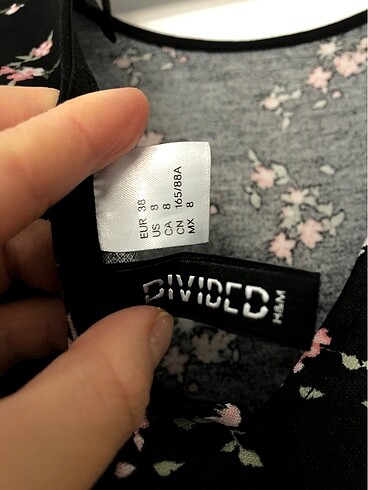 EUR 38
US 8
CA 8
CN 165/88A
MX 8
DIVIDED
H&M